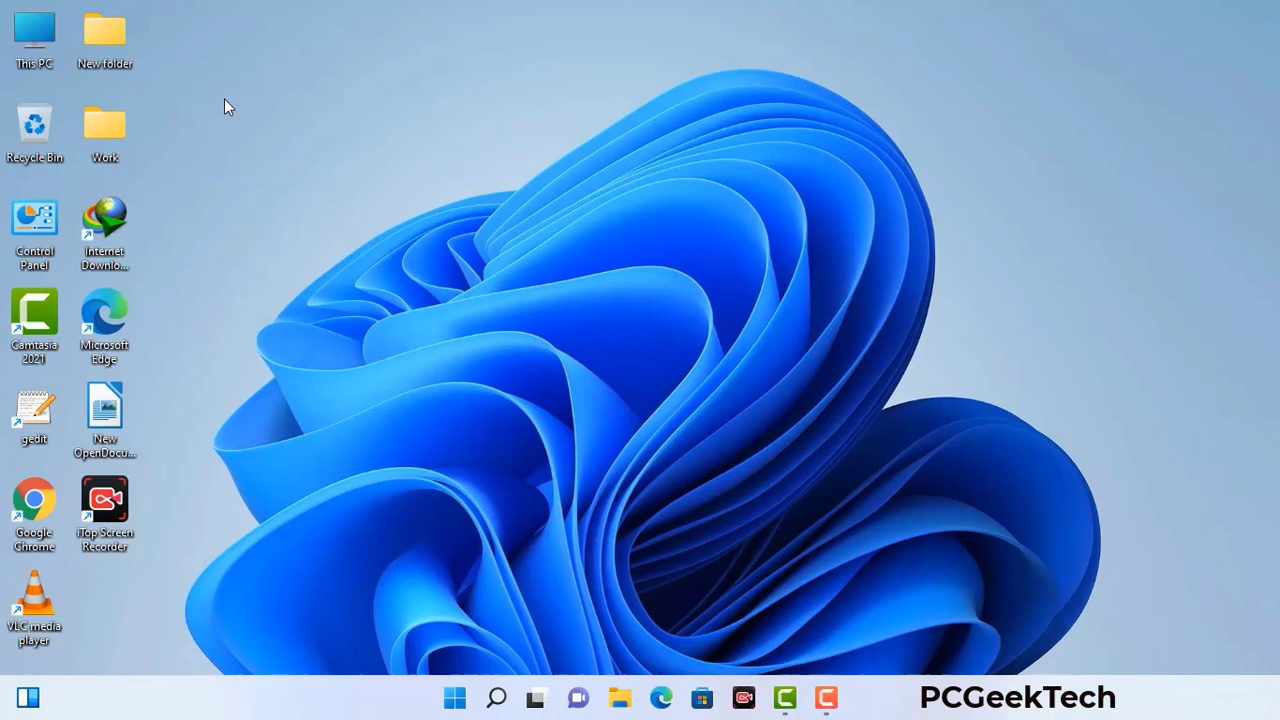 This PC
New folder
Recycle Bin
Work
Control
Panel
Internet
Downlo...
Camtasia
2021
Microsoft
Edge
gedit
New
OpenDocu...
Google
Chrome
iTop Screen
Recorder
VLC media
player
PCGeekTech